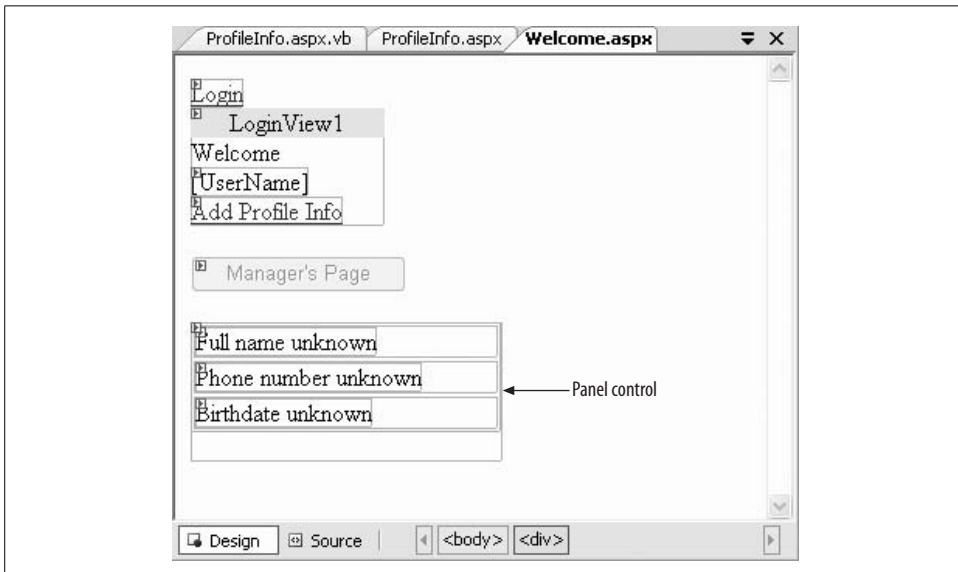 ProfileInfo.aspx.vb ProfileInfo.aspx Welcome.aspx
Login
LoginView1
Welcome
[UserName]
Add Profile Info
Manager's Page
Full name unknown
Phone number unknown
Panel control
Birthdate unknown
Design Source <body> <div>